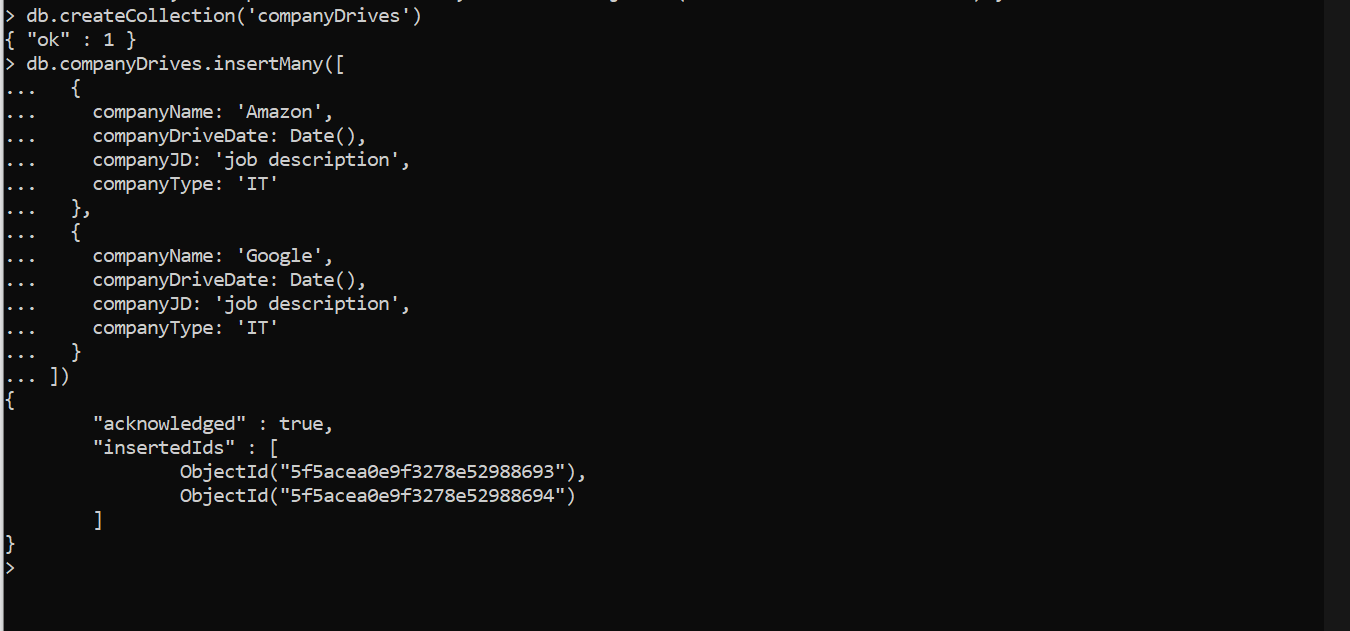 > db.createCollection('companyDrives')
{ "ok" : 1 }
> db.companyDrives.insertMany([
...   {
...     companyName: 'Amazon',
...     companyDriveDate: Date(),
...     companyJD: 'job description',
...     companyType: 'IT'
...   },
...   {
...     companyName: 'Google',
...     companyDriveDate: Date(),
...     companyJD: 'job description',
...     companyType: 'IT'
...   }
... ])
{
        "acknowledged" : true,
        "insertedIds" : [
                ObjectId("5f5acea0e9f3278e52988693"),
                ObjectId("5f5acea0e9f3278e52988694")
        ]
}
>